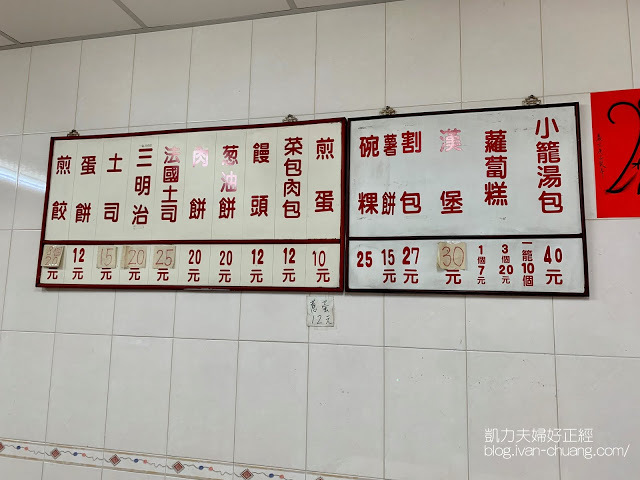 小籠湯包
一籠10個
40元
蘿蔔糕
3個20元
1個7元
漢堡
30元
割包
27元
薯餅
15元
碗粿
25
煎蛋
10元
菜包肉包
12元
饅頭
12元
葱油餅
20元
肉餅
20元
法國土司
25元
三明治
20元
土司
15元
蛋餅
12元
煎餃
元
蔥蛋
12元
凱力夫婦好正經
blog.ivan-chuang.com/